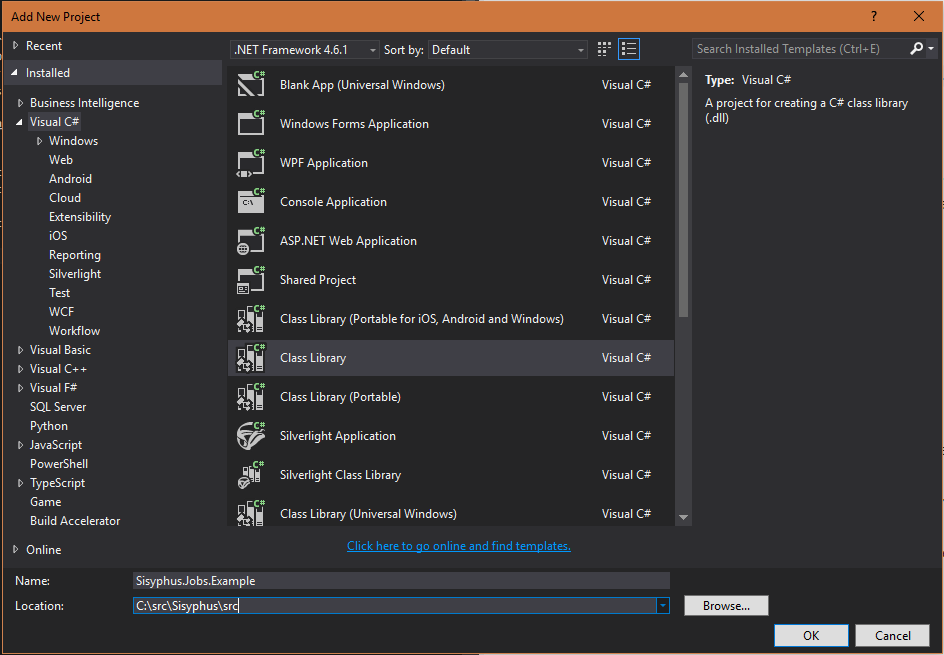 Add New Project ? ✕
Recent
Installed
Business Intelligence
Visual C#
Windows
Web
Android
Cloud
Extensibility
iOS
Reporting
Silverlight
Test
WCF
Workflow
Visual Basic
Visual C++
Visual F#
SQL Server
Python
JavaScript
PowerShell
TypeScript
Game
Build Accelerator
Online
.NET Framework 4.6.1 Sort by: Default
C# Blank App (Universal Windows) Visual C#
C# Windows Forms Application Visual C#
C# WPF Application Visual C#
C# C:\ Console Application Visual C#
C# ASP.NET Web Application Visual C#
C# Shared Project Visual C#
C# Class Library (Portable for iOS, Android and Windows) Visual C#
C# Class Library Visual C#
C# Class Library (Portable) Visual C#
C# Silverlight Application Visual C#
C# Silverlight Class Library Visual C#
C# Class Library (Universal Windows) Visual C#
Click here to go online and find templates.
Search Installed Templates (Ctrl+E)
Type: Visual C#
A project for creating a C# class library
(.dll)
Name: Sisyphus.Jobs.Example
Location: C:\src\Sisyphus\src Browse...
OK Cancel